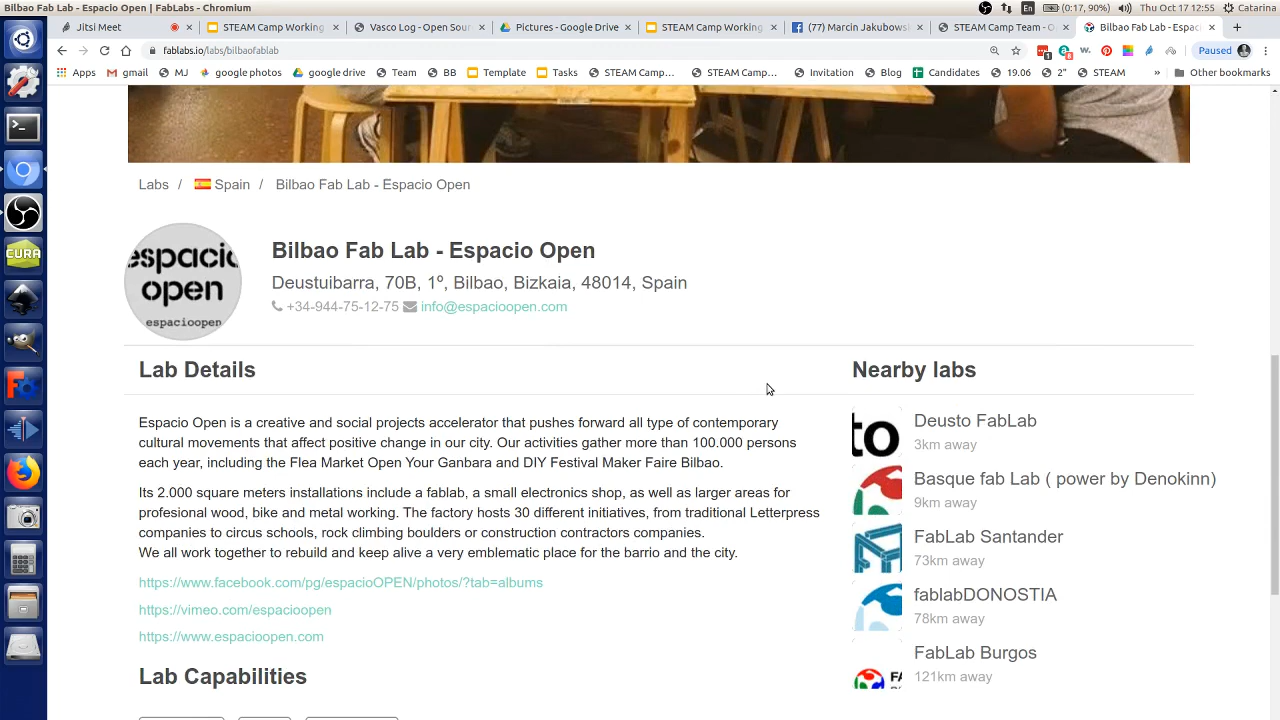 Bilbao Fab Lab - Espacio Open | FabLabs - Chromium
En (0:17, 90%) Thu Oct 17 12:55 Catarina
Jitsi Meet STEAM Camp Working Vasco Log - Open Sour Pictures - Google Drive STEAM Camp Working (72) Marcin Jakubowsk STEAM Camp Team - O Bilbao Fab Lab - Espac
fablabs.io/labs/bilbaofablab Paused
Apps gmail MJ google photos google drive Team BB Template Tasks STEAM Camp... STEAM Camp... Invitation Blog Candidates 19.06 2" STEAM » Other bookmarks
Labs / Spain / Bilbao Fab Lab - Espacio Open
espacio
open
espacioopen
Bilbao Fab Lab - Espacio Open
Deustuibarra, 70B, 1º, Bilbao, Bizkaia, 48014, Spain
+34-944-75-12-75 info@espacioopen.com
Lab Details
Espacio Open is a creative and social projects accelerator that pushes forward all type of contemporary
cultural movements that affect positive change in our city. Our activities gather more than 100.000 persons
each year, including the Flea Market Open Your Ganbara and DIY Festival Maker Faire Bilbao.
Its 2.000 square meters installations include a fablab, a small electronics shop, as well as larger areas for
profesional wood, bike and metal working. The factory hosts 30 different initiatives, from traditional Letterpress
companies to circus schools, rock climbing boulders or construction contractors companies.
We all work together to rebuild and keep alive a very emblematic place for the barrio and the city.
https://www.facebook.com/pg/espacioOPEN/photos/?tab=albums
https://vimeo.com/espacioopen
https://www.espacioopen.com
Lab Capabilities
Nearby labs
to
Deusto FabLab
3km away
Basque fab Lab ( power by Denokinn)
9km away
FabLab Santander
73km away
fablabDONOSTIA
78km away
FabLab Burgos
121km away
CURA